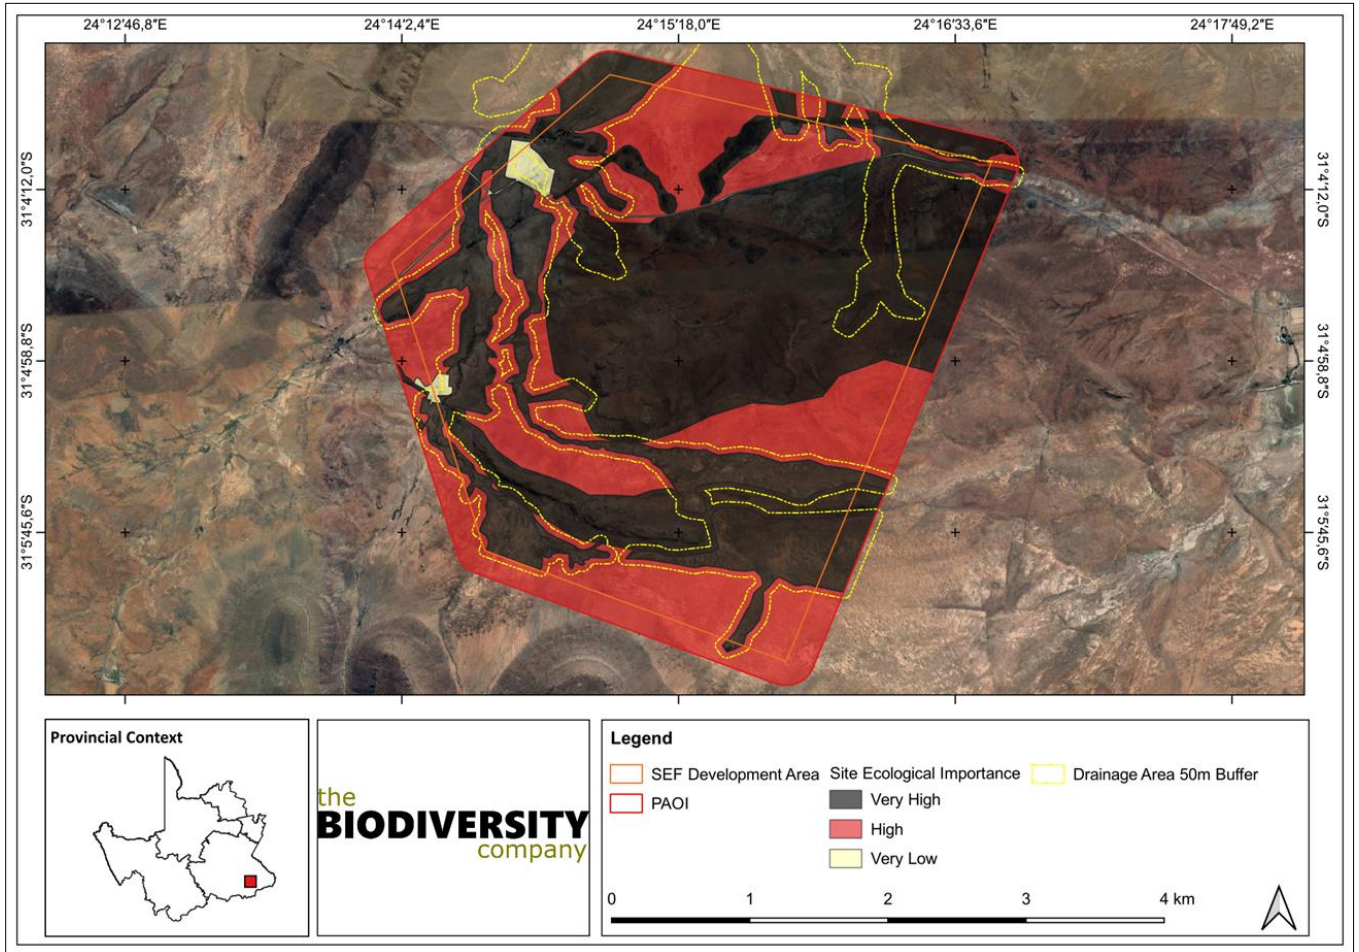 24°12'46,8"E
24°14'2,4"E
24°15'18,0"E
24°16'33,6"E
24°17'49,2"E
31°4'12,0"S
31°4'12,0"S
31°4'58,8"S
31°4'58,8"S
31°5'45,6"S
31°5'45,6"S
Provincial Context
the
BIODIVERSITY
company
Legend
SEF Development Area
PAOI
Site Ecological Importance
Very High
High
Very Low
Drainage Area 50m Buffer
0 1 2 3 4 km